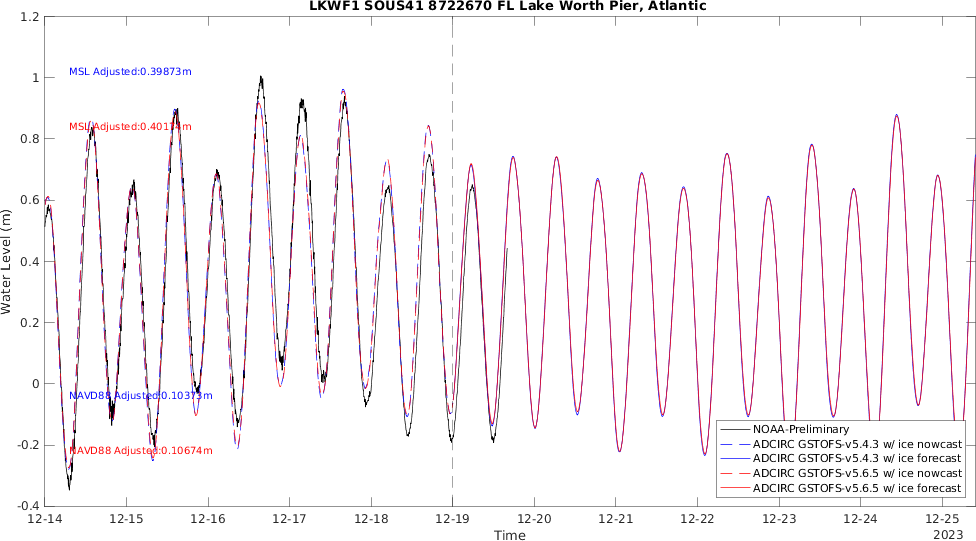 LKWF1 SOUS41 8722670 FL Lake Worth Pier, Atlantic
1.2
1
0.8
0.6
0.4
0.2
0
-0.2
-0.4
Water Level (m)
MSL Adjusted:0.39873m
MSL
NAVD88 Adjusted:0.10373m
NAVD88 Adjusted:0.10674m
NOAA-Preliminary
ADCIRC GSTOFS-v5.4.3 w/ ice nowcast
ADCIRC GSTOFS-v5.4.3 w/ ice forecast
ADCIRC GSTOFS-v5.6.5 w/ ice nowcast
ADCIRC GSTOFS-v5.6.5 w/ ice forecast
12-14 12-15 12-16 12-17 12-18 12-19 12-20 12-21 12-22 12-23 12-24 12-25
Time
2023